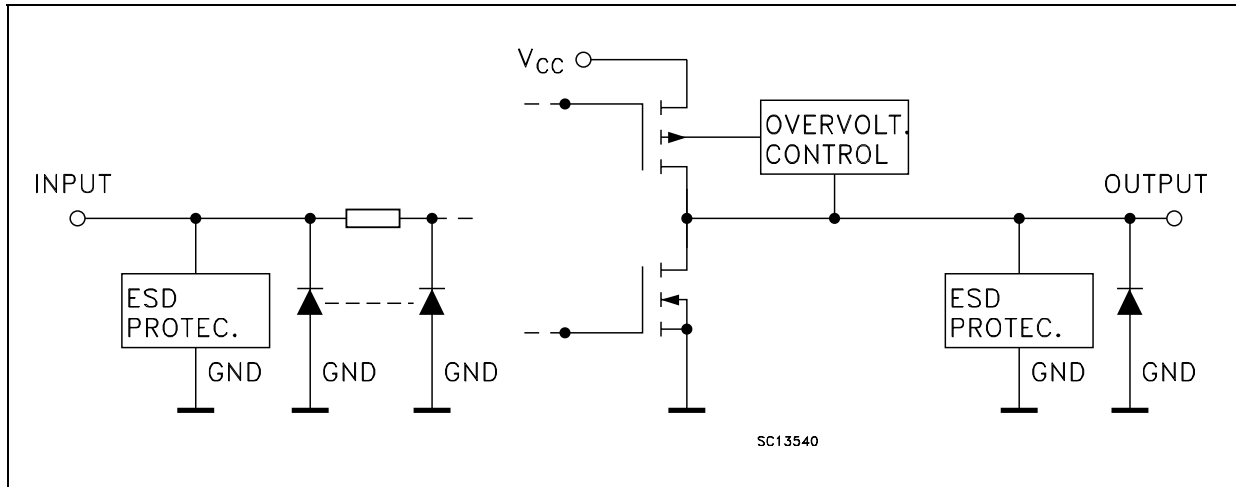 VCC
OVERVOLT.
CONTROL
INPUT
OUTPUT
ESD
PROTEC.
GND
GND
GND
ESD
PROTEC.
GND
GND
SC13540